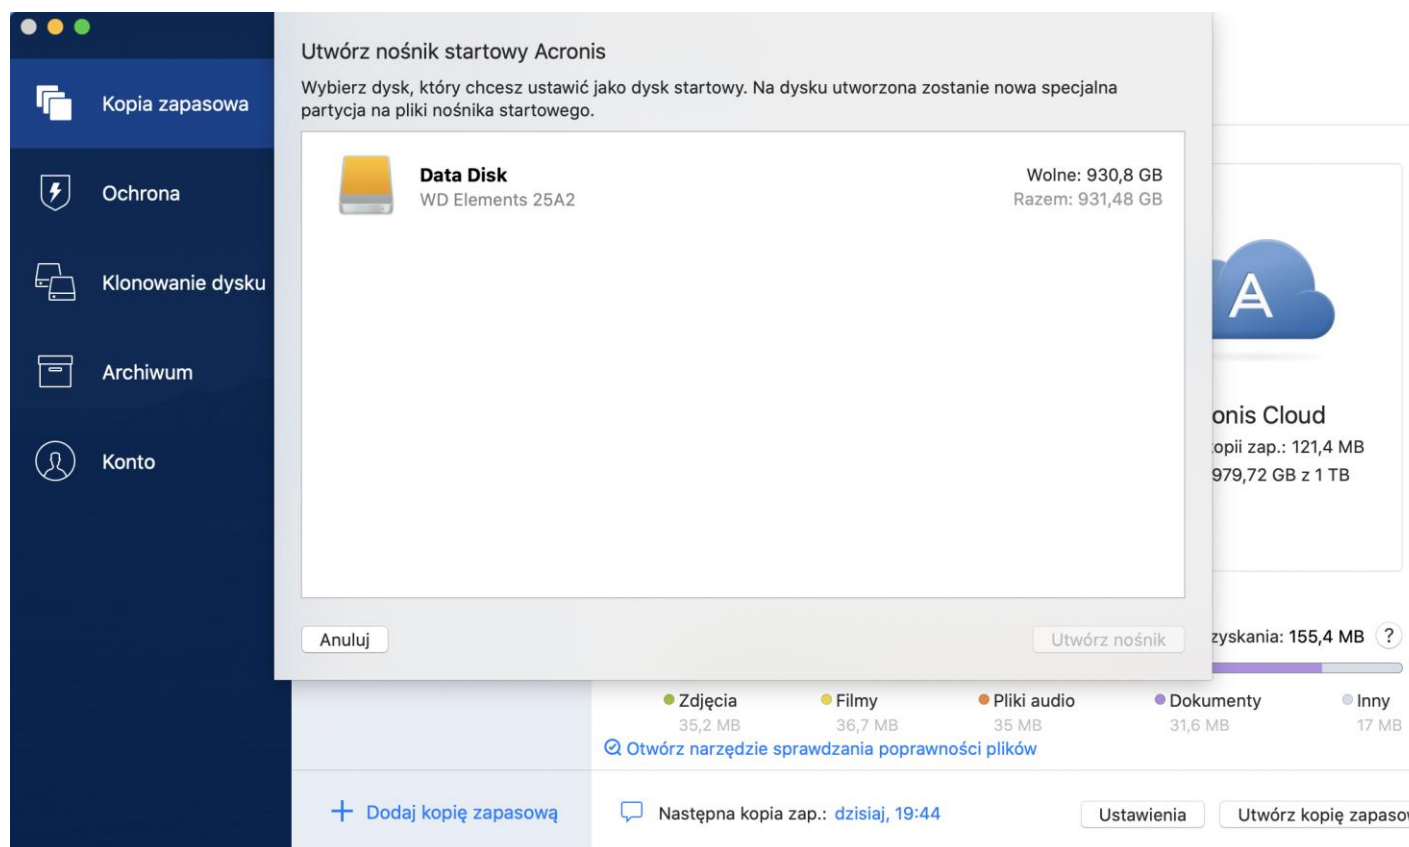 Utwórz nośnik startowy Acronis
Wybierz dysk, który chcesz ustawić jako dysk startowy. Na dysku utworzona zostanie nowa specjalna
partycja na pliki nośnika startowego.
Kopia zapasowa
Ochrona
Klonowanie dysku
Archiwum
Konto
Data Disk
WD Elements 25A2
Wolne: 930,8 GB
Razem: 931,48 GB
Anuluj
Utwórz nośnik
onis Cloud
opii zap.: 121,4 MB
979,72 GB z 1 TB
zyskania: 155,4 MB ?
Zdjęcia
35,2 MB
Filmy
36,7 MB
Pliki audio
35 MB
Dokumenty
31,6 MB
Inny
17 MB
Otwórz narzędzie sprawdzania poprawności plików
+ Dodaj kopię zapasową
Następna kopia zap.: dzisiaj, 19:44
Ustawienia
Utwórz kopię zapaso